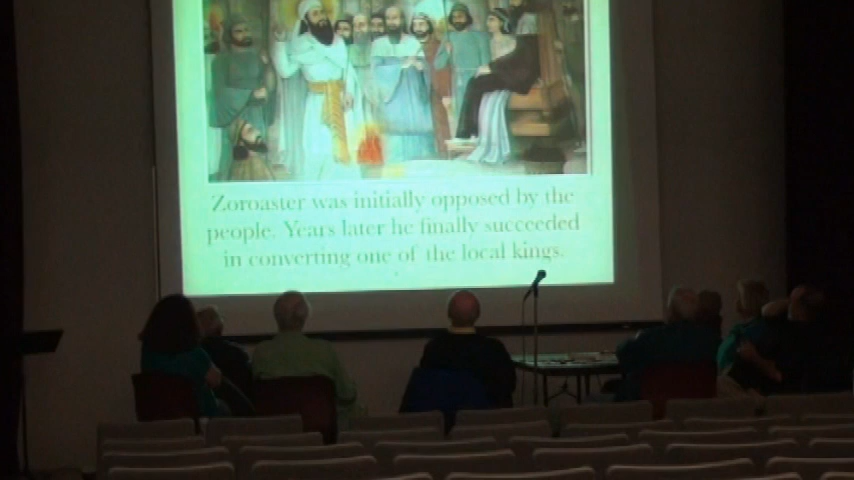 Zoroaster was initially opposed by the
people. Years later he finally succeeded
in converting one of the local kings.